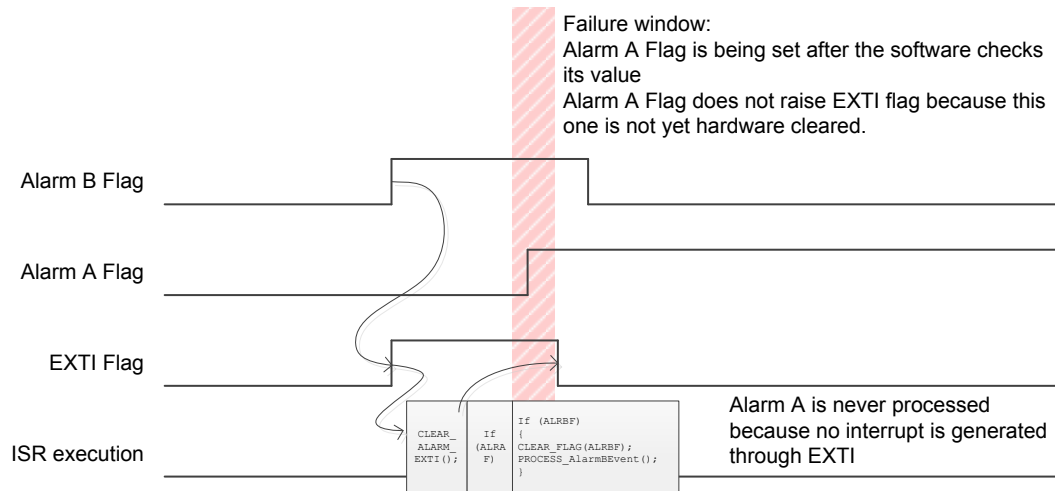 Failure window:
Alarm A Flag is being set after the software checks
its value
Alarm A Flag does not raise EXTI flag because this
one is not yet hardware cleared.
Alarm B Flag
Alarm A Flag
EXTI Flag
ISR execution
CLEAR_
ALARM_
EXTI();
If
(ALRA
F)
If (ALRBF)
{
CLEAR_FLAG(ALRBF);
PROCESS_AlarmBEvent();
}
Alarm A is never processed
because no interrupt is generated
through EXTI